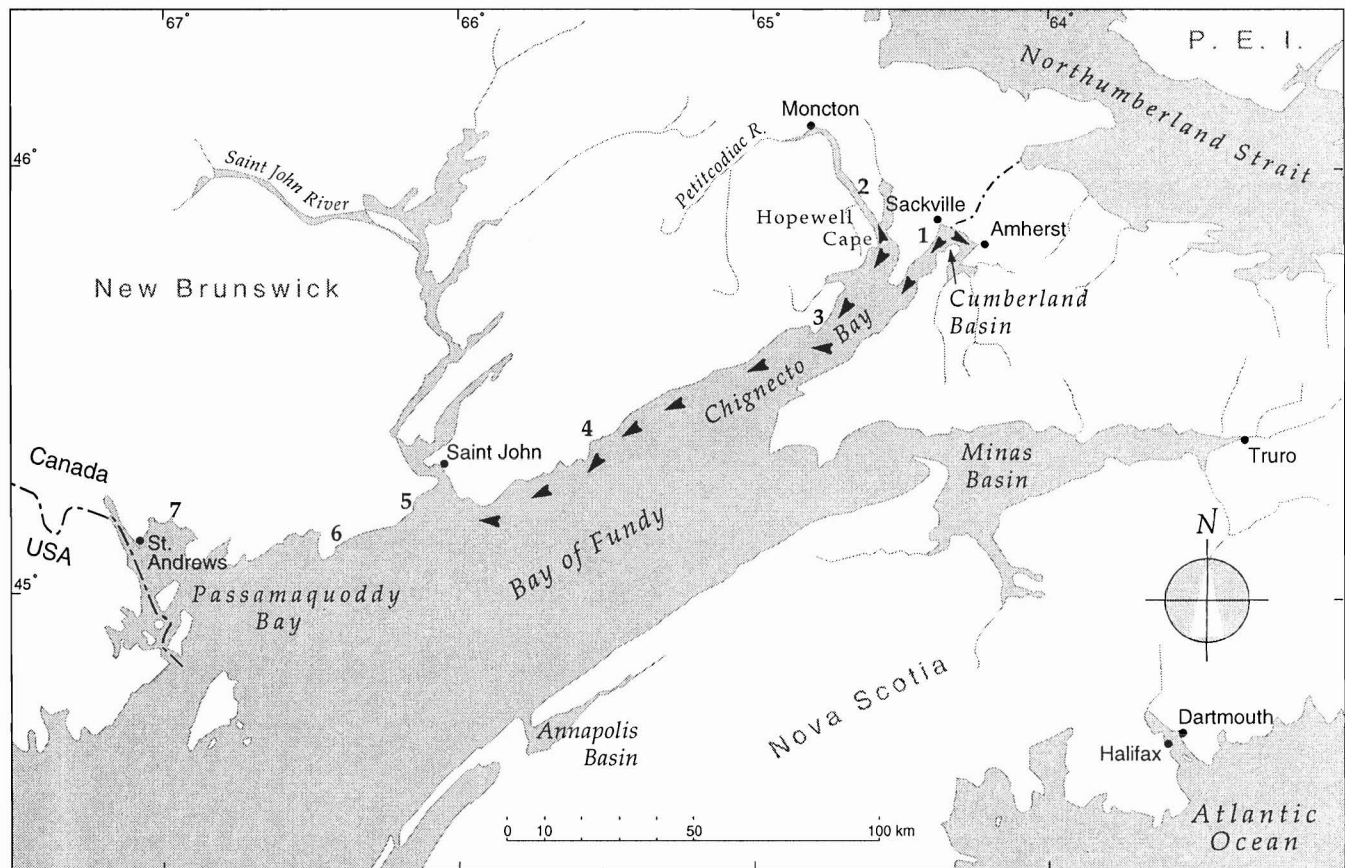 67°
66
65
64
P. E. I.
Northumberland Strait
Moncton
46°
Saint John River
Petitcodiac R.
2
Sackville
Hopewell
Cape
1
Amherst
New Brunswick
Cumberland
Basin
3
Chignecto Bay
4
Saint John
Minas
Basin
Truro
Canada
5
7
6
USA
St.
Andrews
Bay of Fundy
N
45°
Passamaquoddy
Bay
Nova Scotia
Annapolis
Basin
Dartmouth
Halifax
Atlantic
Ocean
0 10 50 100 km